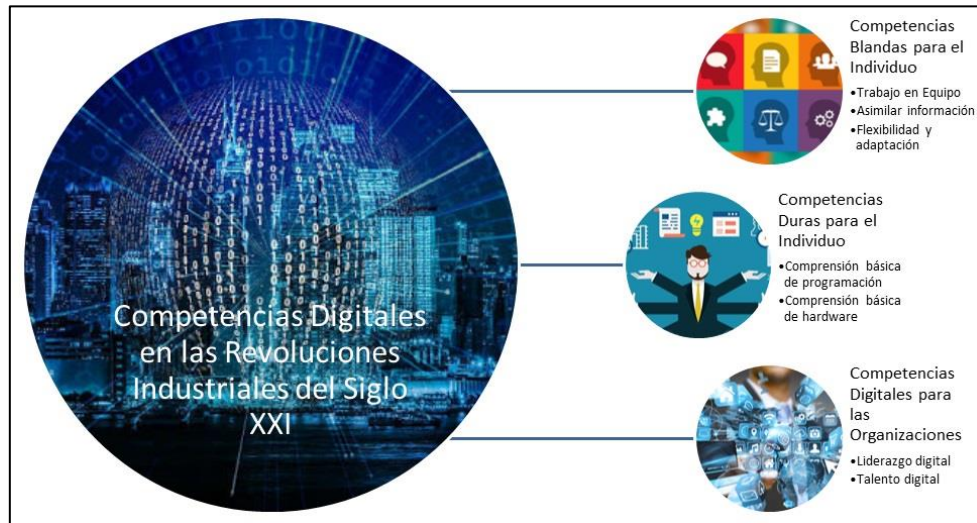 Competencias Digitales
en las Revoluciones
Industriales del Siglo
XXI
Competencias
Blandas para el
Individuo
•Trabajo en Equipo
•Asimilar información
•Flexibilidad y
adaptación
Competencias
Duras para el
Individuo
•Comprensión básica
de programación
•Comprensión básica
de hardware
Competencias
Digitales para
las
Organizaciones
•Liderazgo digital
•Talento digital